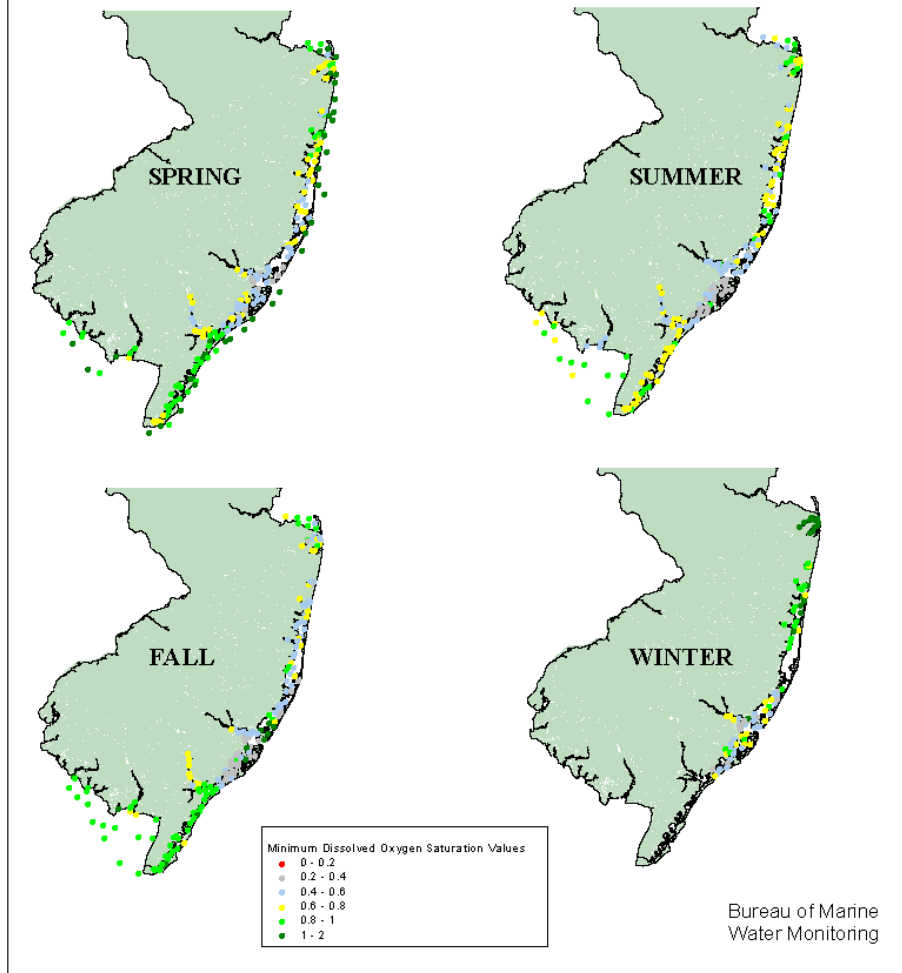 SPRING
SUMMER
FALL
WINTER
Minimum Dissolved Oxygen Saturation Values
0 - 0.2
0.2 - 0.4
0.4 - 0.6
0.6 - 0.8
0.8 - 1
1 - 2
Bureau of Marine
Water Monitoring